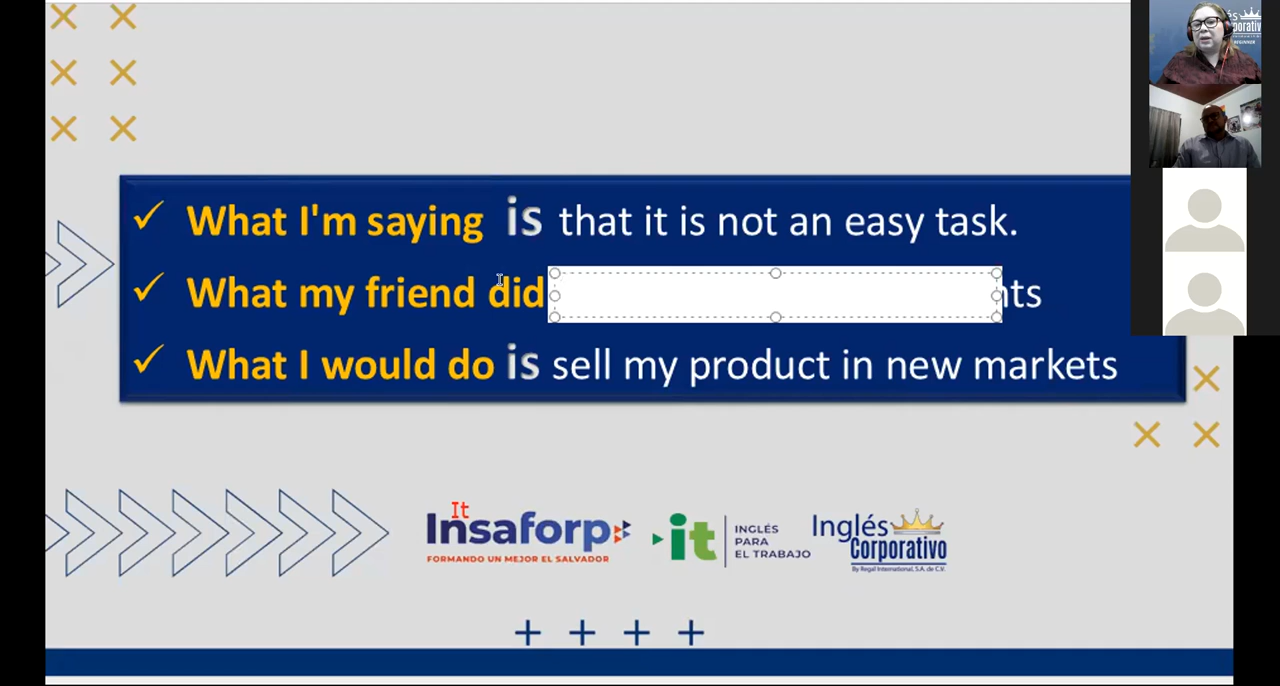 What I'm saying is that it is not an easy task.
What my friend did
What I would do is sell my product in new markets
It
Insaforp
FORMANDO UN MEJOR EL SALVADOR
it
INGLÉS
PARA
EL TRABAJO
Inglés
Corporativo
By Regal International, S.A. de C.V.